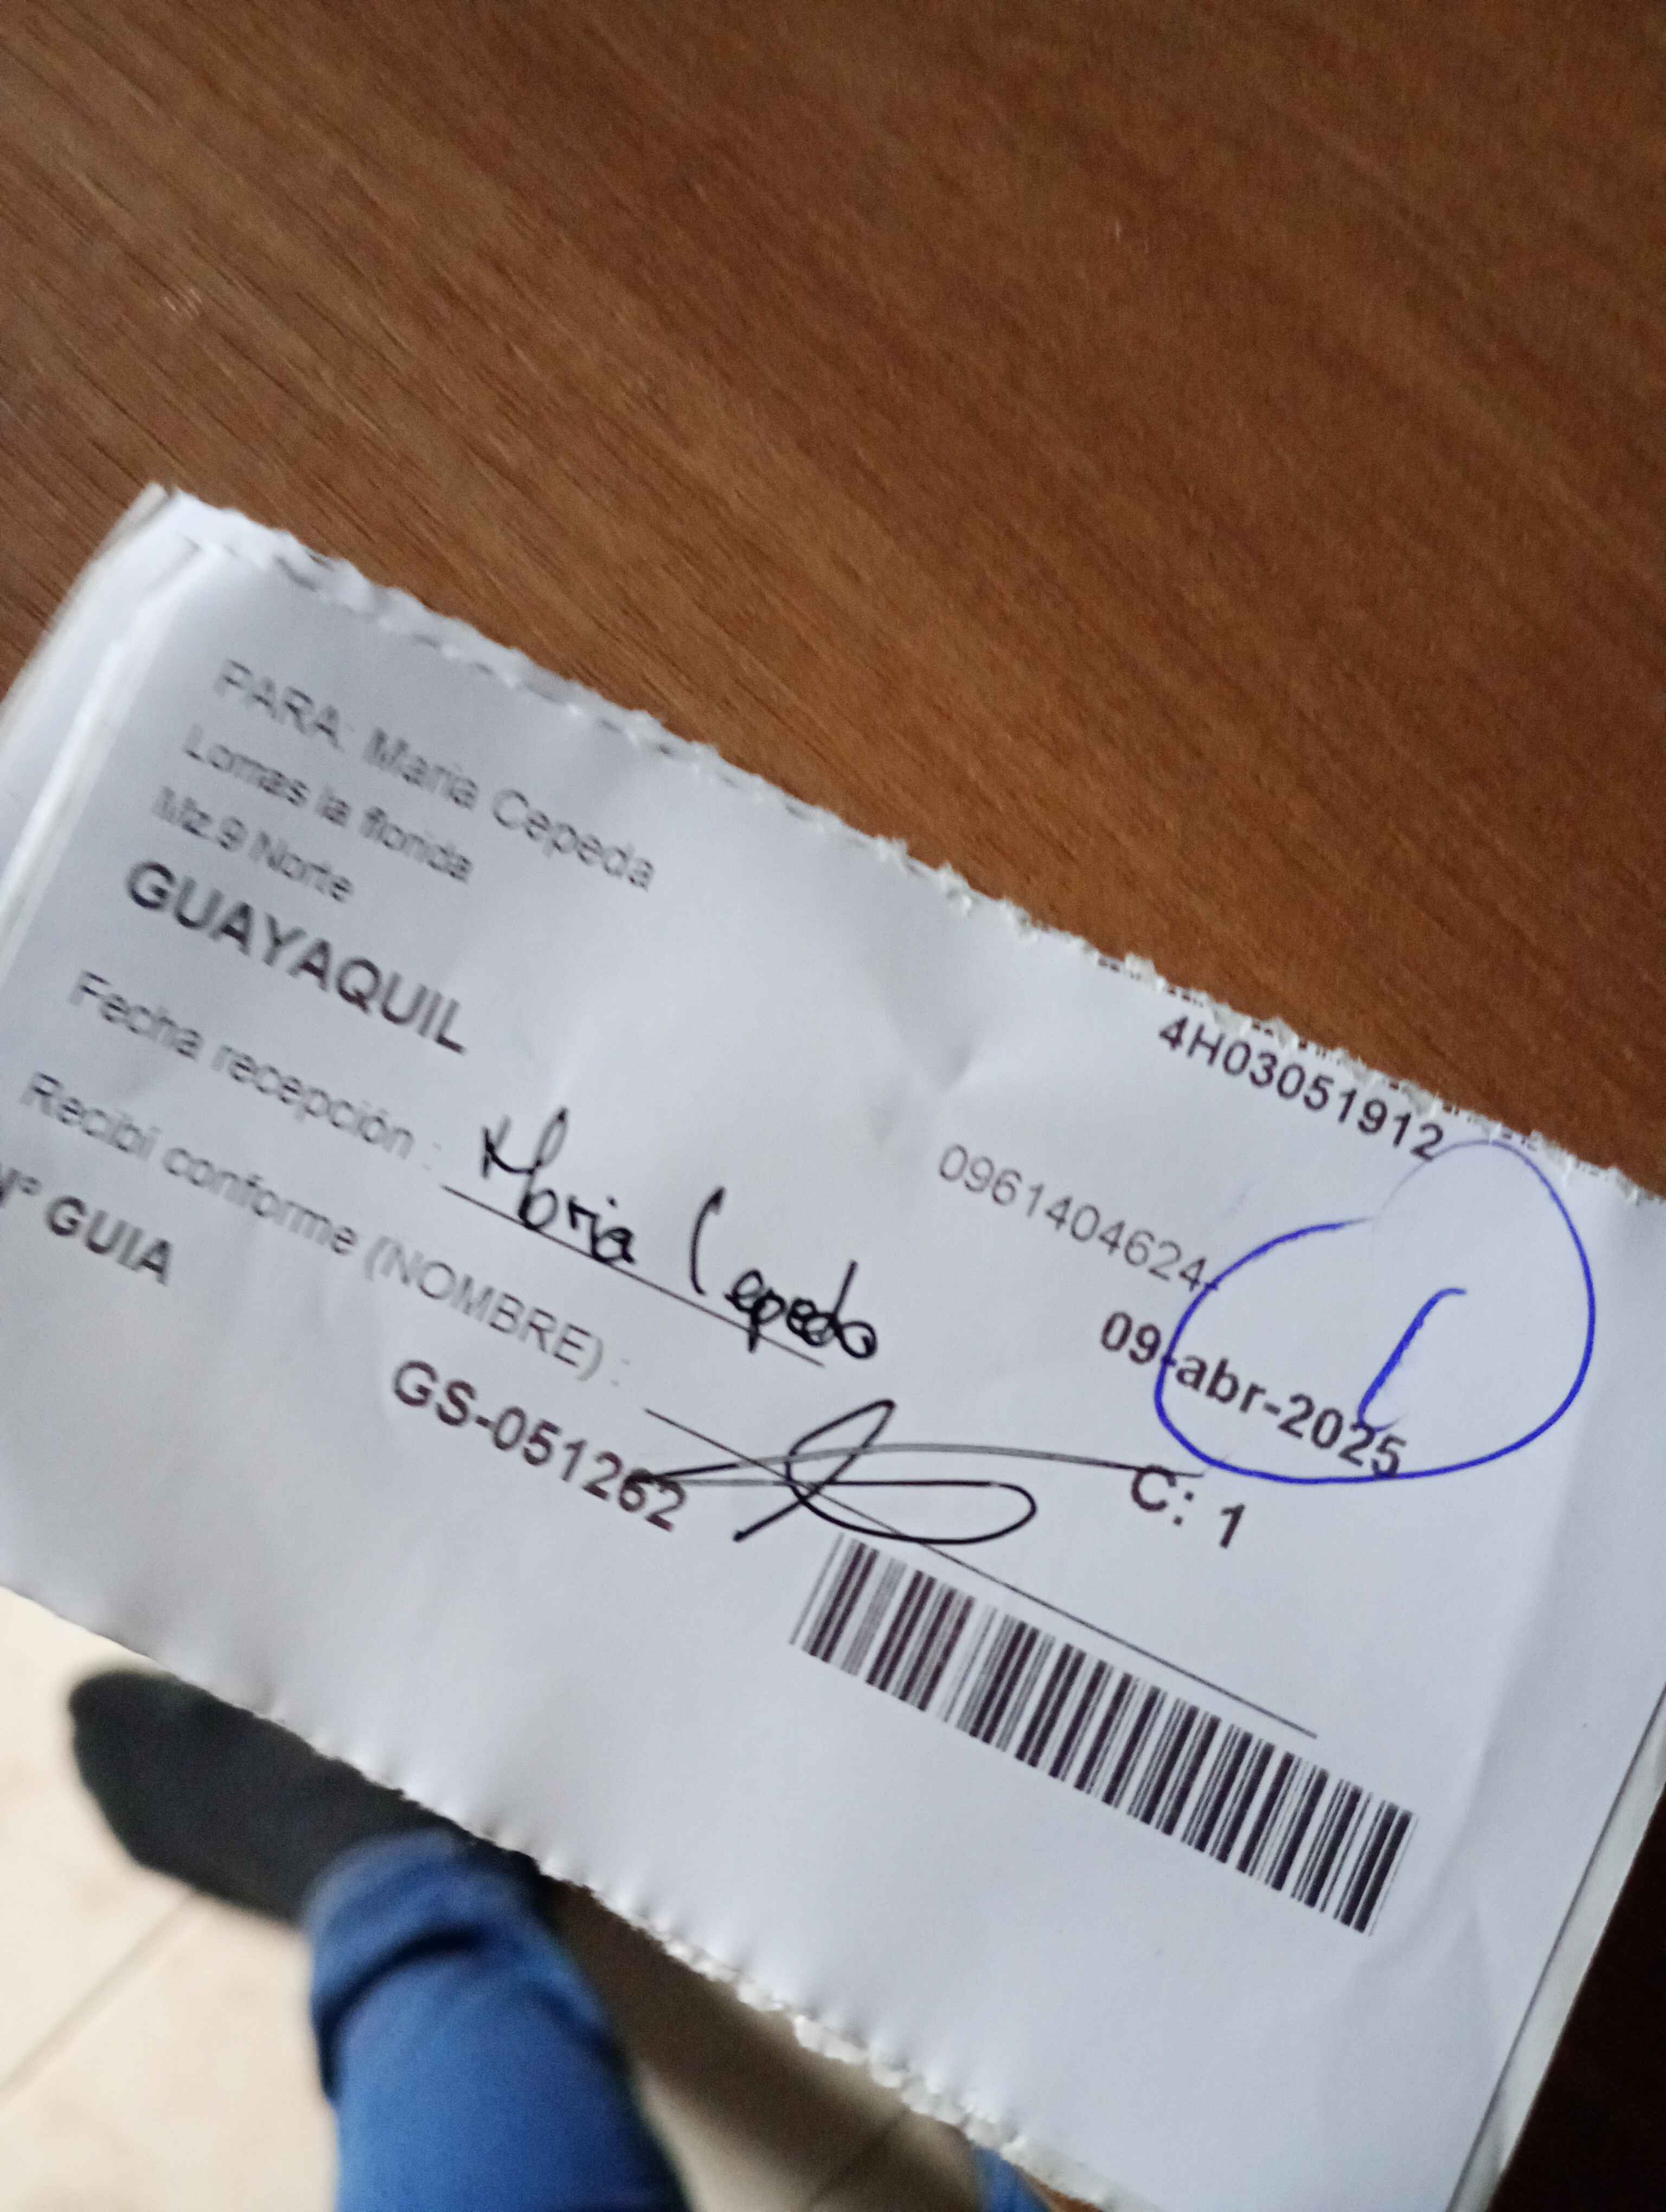 4H03051912
PARA: Maria Cepeda
Lomas la florida
0961404624-
Mz.9 Norte
GUAYAQUIL
09-abr-2025
Fecha recepción : Maria Cepeda
C: 1
Recibí conforme (NOMBRE) :
Nº GUIA GS-051262